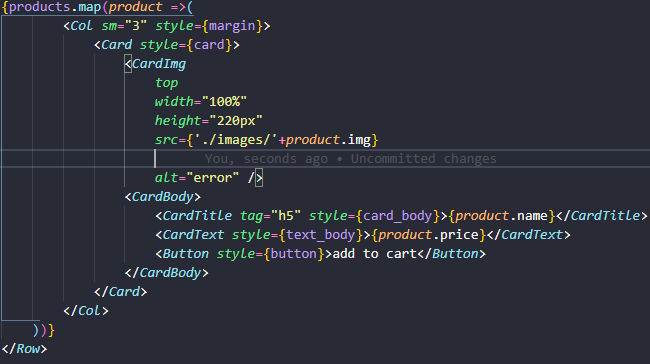 {products.map(product =>(
<Col sm="3" style={margin}>
<Card style={card}>
<CardImg
top
width="100%"
height="220px"
src={'./images/'+product.img}
You, seconds ago • Uncommitted changes
alt="error" />
<CardBody>
<CardTitle tag="h5" style={card_body}>{product.name}</CardTitle>
<CardText style={text_body}>{product.price}</CardText>
<Button style={button}>add to cart</Button>
</CardBody>
</Card>
</Col>
))}
</Row>